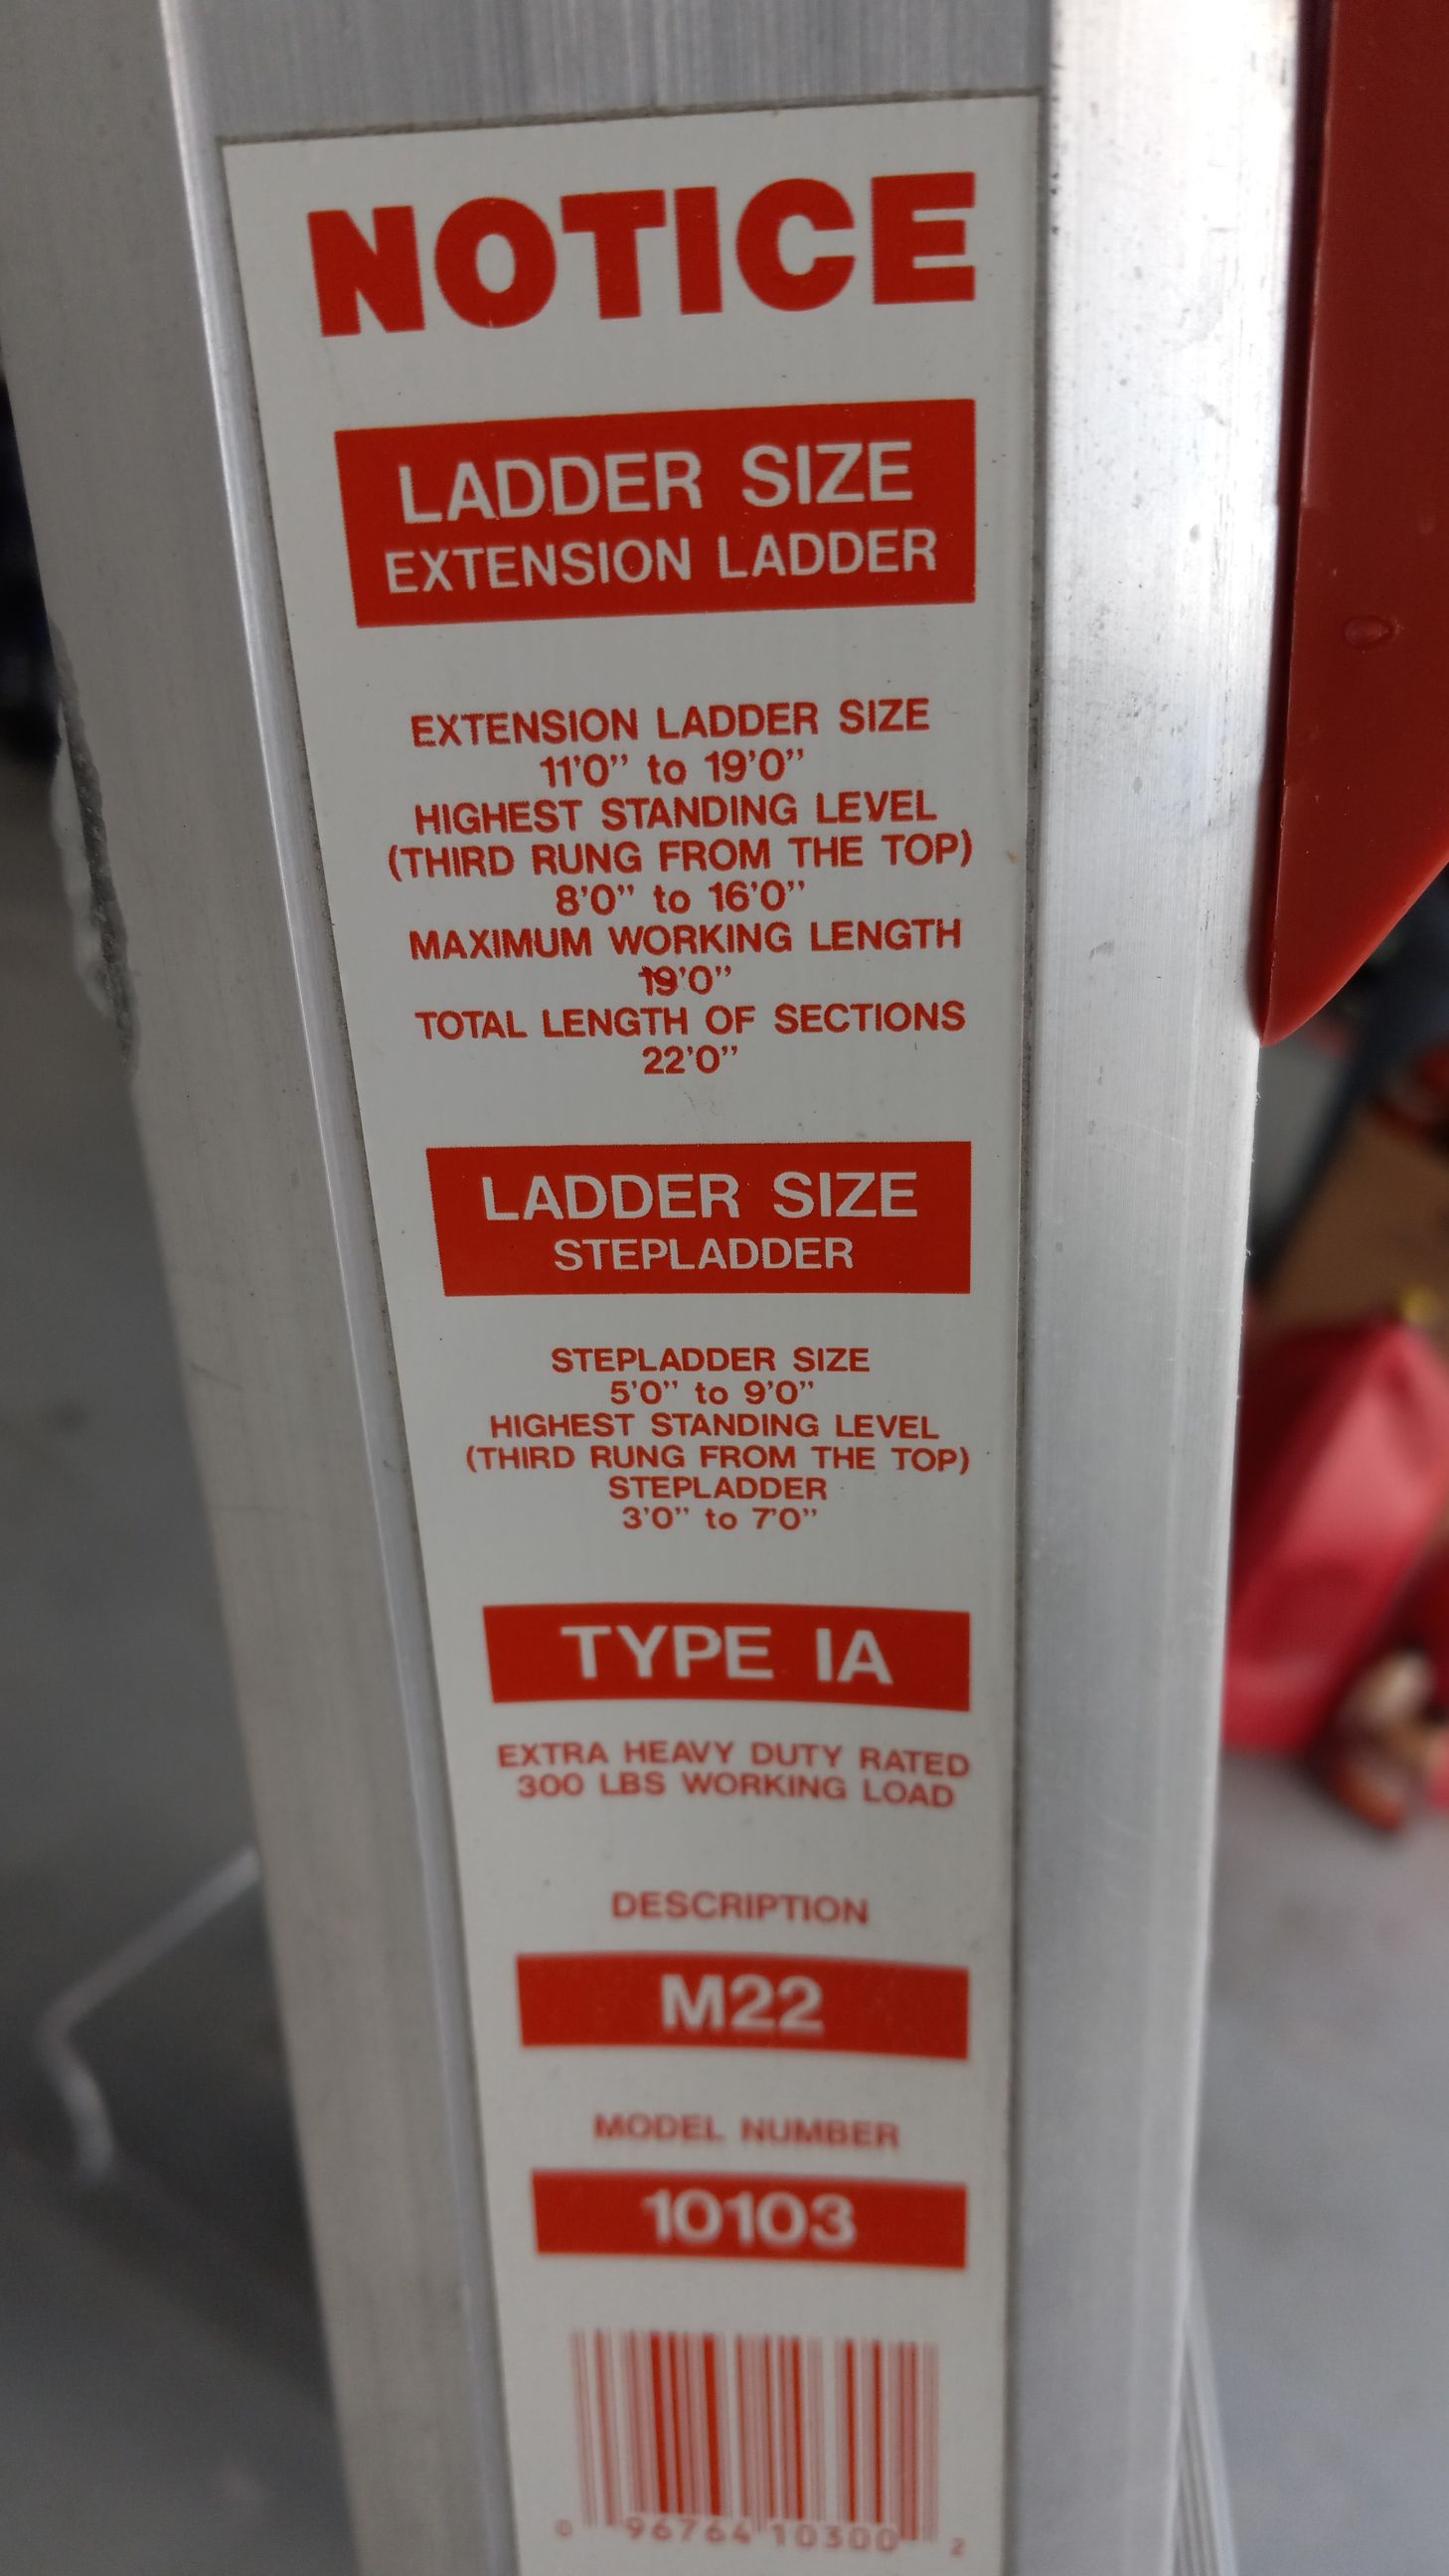 NOTICE
LADDER SIZE
EXTENSION LADDER
EXTENSION LADDER SIZE
11'0" to 19'0"
HIGHEST STANDING LEVEL
(THIRD RUNG FROM THE TOP)
8'0" to 16'0"
MAXIMUM WORKING LENGTH
19'0"
TOTAL LENGTH OF SECTIONS
22'0"
LADDER SIZE
STEPLADDER
STEPLADDER SIZE
5'0" to 9'0"
HIGHEST STANDING LEVEL
(THIRD RUNG FROM THE TOP)
STEPLADDER
3'0" to 7'0"
TYPE IA
EXTRA HEAVY DUTY RATED
300 LBS WORKING LOAD
DESCRIPTION
M22
MODEL NUMBER
10103
0 96764 10300 2